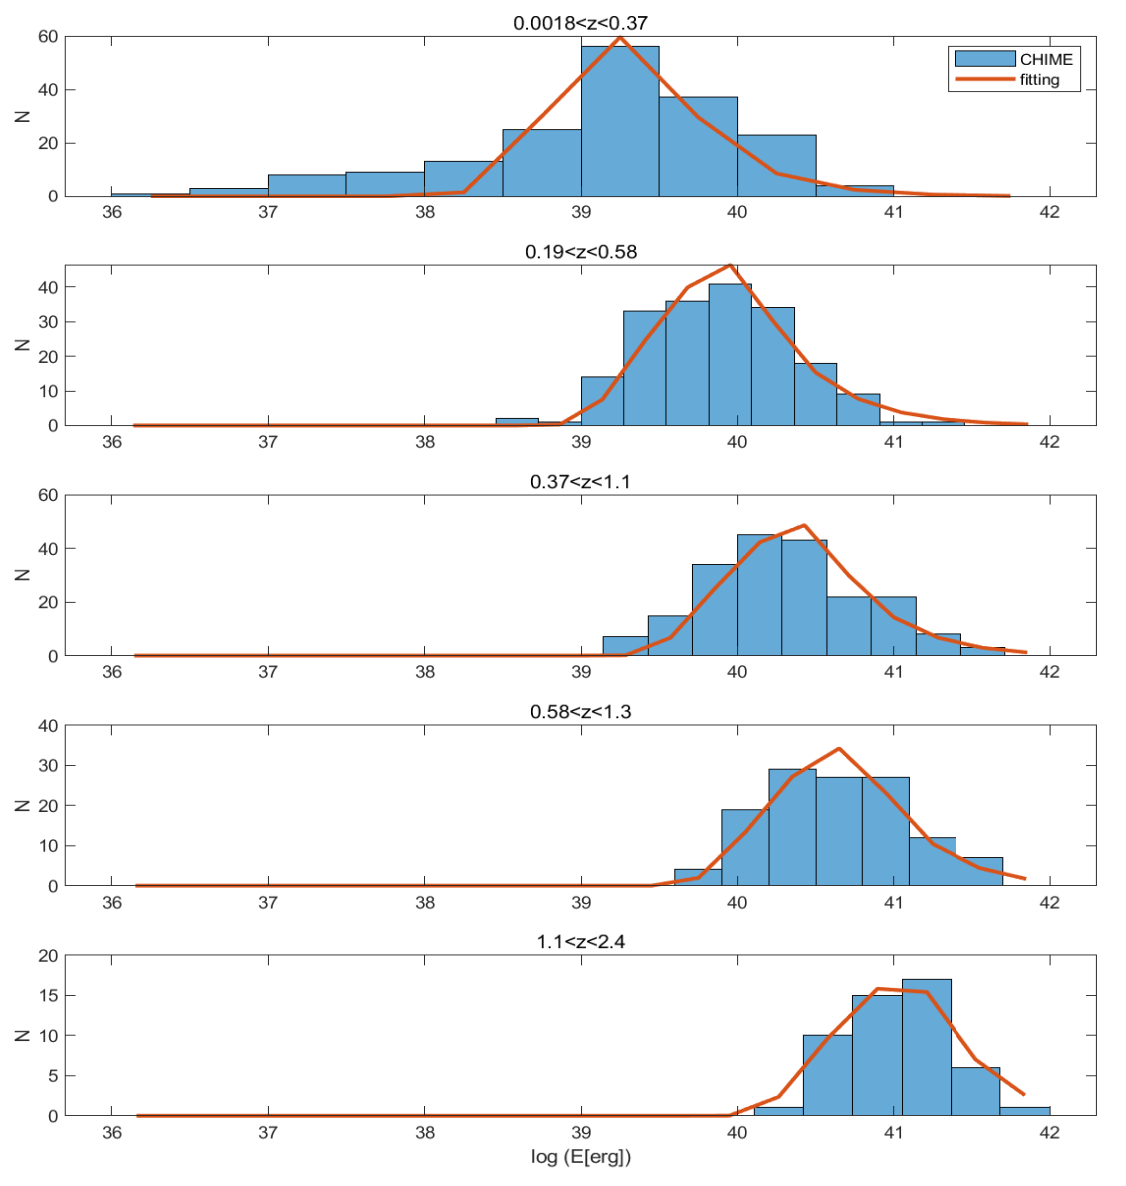 0.0018<z<0.37
60
40
20
0
N
CHIME
fitting
36 37 38 39 40 41 42
0.19<z<0.58
40
30
20
10
0
N
36 37 38 39 40 41 42
0.37<z<1.1
60
40
20
0
N
36 37 38 39 40 41 42
0.58<z<1.3
40
30
20
10
0
N
36 37 38 39 40 41 42
1.1<z<2.4
20
15
10
5
0
N
36 37 38 39 40 41 42
log (E[erg])